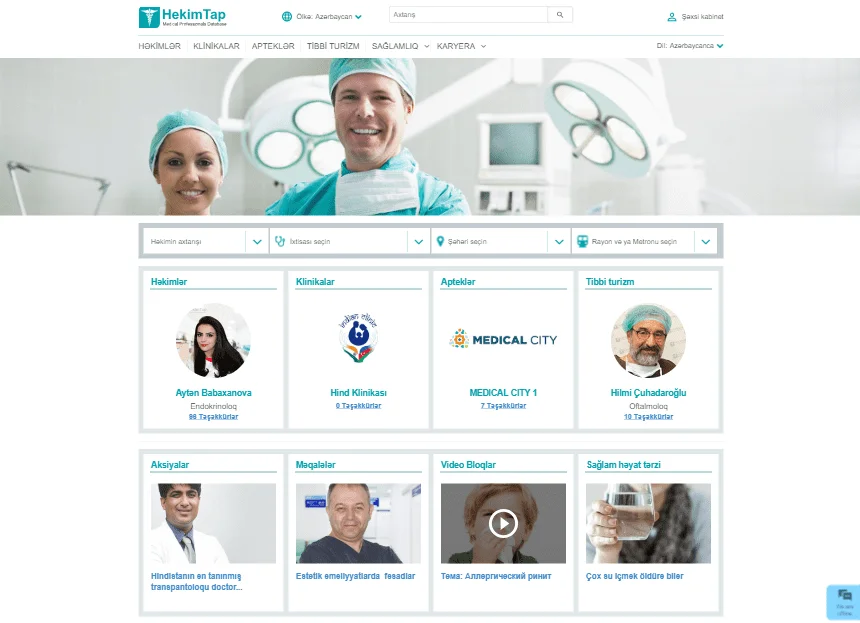 HekimTap
Medical Professionals Database
Ölkə: Azərbaycan
Axtarış
Şəxsi kabinet
HƏKİMLƏR
KLİNİKALAR
APTEKLƏR
TİBBİ TURİZM
SAĞLAMLIQ
KARYERA
Dil: Azərbaycanca
Həkimin axtarışı
İxtisası seçin
Şəhəri seçin
Rayon və ya Metronu seçin
Həkimlər
Klinikalar
Apteklər
Tibbi turizm
indian clinic
MEDICAL CITY
Aytən Babaxanova
Hind Klinikası
MEDICAL CITY 1
Hilmi Çuhadaroğlu
Endokrinoloq
0 Təşəkkürlər
7 Təşəkkürlər
Oftalmoloq
98 Təşəkkürlər
10 Təşəkkürlər
Aksiyalar
Məqalələr
Video Bloqlar
Sağlam həyat tərzi
Hindistanın ən tanınmış
transpantoloqu doctor...
Estetik əməliyyatlarda fəsadlar
Тема: Аллергический ринит
Çox su içmək öldürə bilər